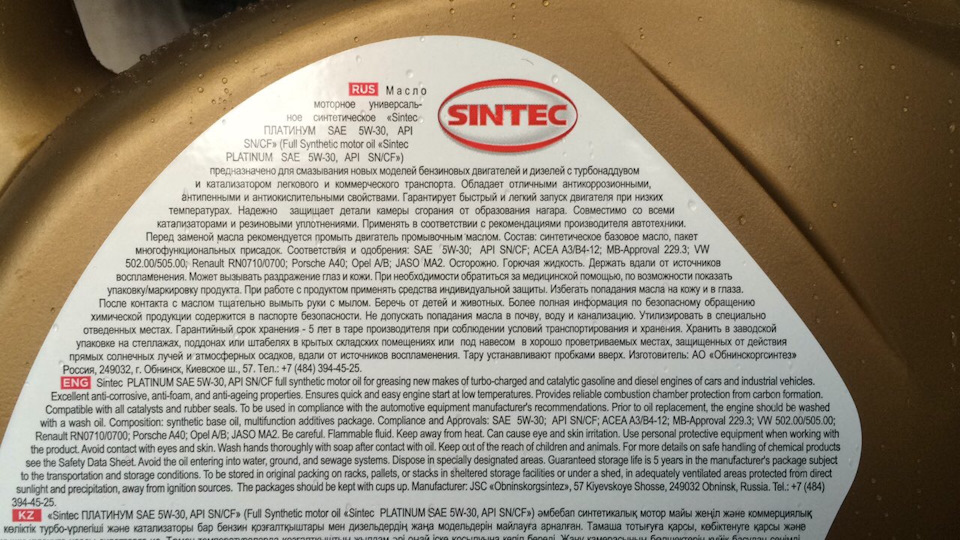 RUS Масло
моторное универсаль-
ное синтетическое «Sintec
ПЛАТИНУМ SAE 5W-30, API
SN/CF» (Full Synthetic motor oil «Sintec
PLATINUM SAE 5W-30, API SN/CF»)
SINTEC
предназначено для смазывания новых моделей бензиновых двигателей и дизелей с турбонаддувом
и катализатором легкового и коммерческого транспорта. Обладает отличными антикоррозионными,
антипенными и антиокислительными свойствами. Гарантирует быстрый и легкий запуск двигателя при низких
температурах. Надежно защищает детали камеры сгорания от образования нагара. Совместимо со всеми
катализаторами и резиновыми уплотнениями. Применять в соответствии с рекомендациями производителя автотехники.
Перед заменой масла рекомендуется промыть двигатель промывочным маслом. Состав: синтетическое базовое масло, пакет
многофункциональных присадок. Соответствия и одобрения: SAE 5W-30; API SN/CF; ACEA A3/B4-12; MB-Approval 229.3; VW
502.00/505.00; Renault RN0710/0700; Porsche A40; Opel A/B; JASO MA2. Осторожно. Горючая жидкость. Держать вдали от источников
воспламенения. Может вызывать раздражение глаз и кожи. При необходимости обратиться за медицинской помощью, по возможности показать
упаковку/маркировку продукта. При работе с продуктом применять средства индивидуальной защиты. Избегать попадания масла на кожу и в глаза.
После контакта с маслом тщательно вымыть руки с мылом. Беречь от детей и животных. Более полная информация по безопасному обращению
химической продукции содержится в паспорте безопасности. Не допускать попадания масла в почву, воду и канализацию. Утилизировать в специально
отведенных местах. Гарантийный срок хранения - 5 лет в таре производителя при соблюдении условий транспортирования и хранения. Хранить в заводской
упаковке на стеллажах, поддонах или штабелях в крытых складских помещениях или под навесом в хорошо проветриваемых местах, защищенных от действия
прямых солнечных лучей и атмосферных осадков, вдали от источников воспламенения. Тару устанавливают пробками вверх. Изготовитель: АО «Обнинскоргсинтез»
Россия, 249032, г. Обнинск, Киевское ш., 57. Тел.: +7 (484) 394-45-25.
ENG Sintec PLATINUM SAE 5W-30, API SN/CF full synthetic motor oil for greasing new makes of turbo-charged and catalytic gasoline and diesel engines of cars and industrial vehicles.
Excellent anti-corrosive, anti-foam, and anti-ageing properties. Ensures quick and easy engine start at low temperatures. Provides reliable combustion chamber protection from carbon formation.
Compatible with all catalysts and rubber seals. To be used in compliance with the automotive equipment manufacturer's recommendations. Prior to oil replacement, the engine should be washed
with a wash oil. Composition: synthetic base oil, multifunction additives package. Compliance and Approvals: SAE 5W-30; API SN/CF; ACEA A3/B4-12; MB-Approval 229.3; VW 502.00/505.00;
Renault RN0710/0700; Porsche A40; Opel A/B; JASO MA2. Be careful. Flammable fluid. Keep away from heat. Can cause eye and skin irritation. Use personal protective equipment when working with
the product. Avoid contact with eyes and skin. Wash hands thoroughly with soap after contact with oil. Keep out of the reach of children and animals. For more details on safe handling of chemical products
see the Safety Data Sheet. Avoid the oil entering into water, ground, and sewage systems. Dispose in specially designated areas. Guaranteed storage life is 5 years in the manufacturer's package subject
to the transportation and storage conditions. To be stored in original packing on racks, pallets, or stacks in sheltered storage facilities or under a shed, in adequately ventilated areas protected from direct
sunlight and precipitation, away from ignition sources. The packages should be kept with cups up. Manufacturer: JSC «Obninskorgsintez», 57 Kiyevskoye Shosse, 249032 Obninsk, Russia. Tel.: +7 (484)
394-45-25.
KZ «Sintec ПЛАТИНУМ SAE 5W-30, API SN/CF» (Full Synthetic motor oil «Sintec PLATINUM SAE 5W-30, API SN/CF») әмбебап синтетикалық мотор майы жеңіл және коммерциялық
көліктік турбо-үрлегіші және катализаторы бар бензин қозғалтқыштары мен дизельдердің жаңа модельдерін майлауға арналған. Тамаша тотығуға қарсы, көбіктенуге қарсы және